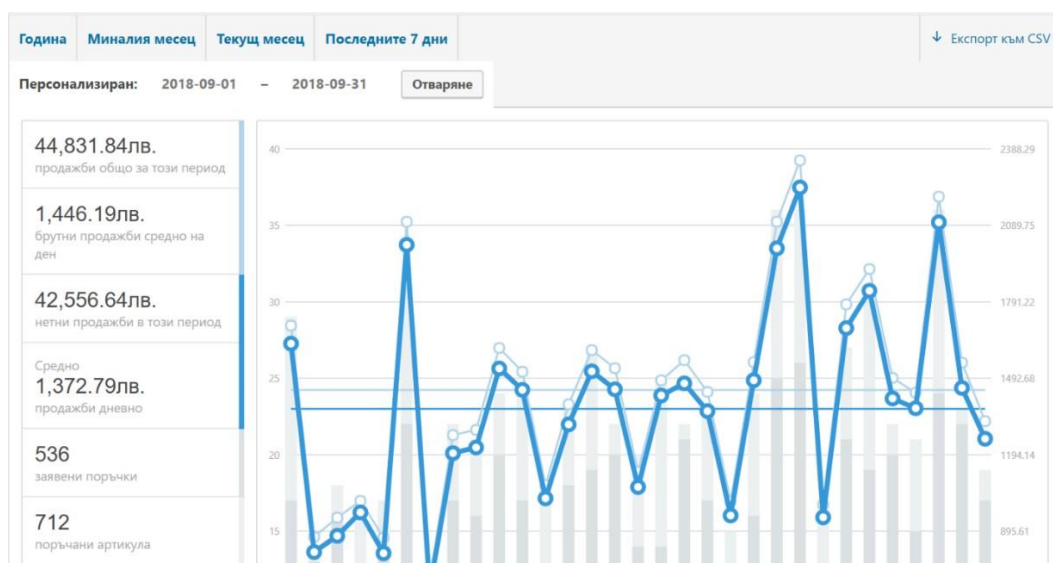 Година Миналия месец Текущ месец Последните 7 дни Експорт към CSV
Персонализиран: 2018-09-01 – 2018-09-31 Отваряне
44,831.84лв.
продажби общо за този период
1,446.19лв.
брутни продажби средно на
ден
42,556.64лв.
нетни продажби в този период
Средно
1,372.79лв.
продажби дневно
536
заявени поръчки
712
поръчани артикула
40 2388.29
35 2089.75
30 1791.22
25 1492.68
20 1194.14
15 895.61